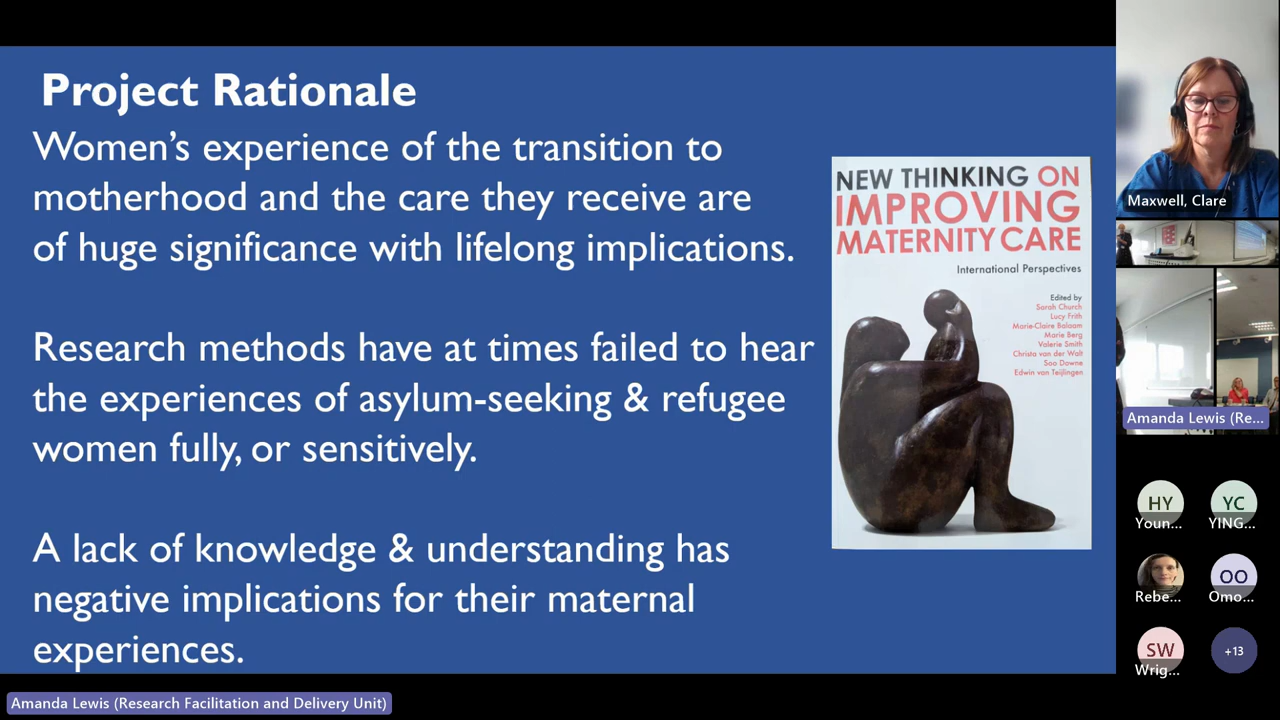 Project Rationale
Women's experience of the transition to
motherhood and the care they receive are
of huge significance with lifelong implications.
Research methods have at times failed to hear
the experiences of asylum-seeking & refugee
women fully, or sensitively.
A lack of knowledge & understanding has
negative implications for their maternal
experiences.
NEW THINKING ON
IMPROVING
MATERNITY CARE
International Perspectives
Edited by
Sarah Church
Lucy Frith
Marie-Claire Balaam
Marie Berg
Valerie Smith
Christa van der Walt
Soo Downe
Edwin van Teijlingen
Maxwell, Clare
Amanda Lewis (Re...
HY
Youn...
YC
YING...
Rebe...
OO
Omo...
SW
Wrig...
+13
Amanda Lewis (Research Facilitation and Delivery Unit)